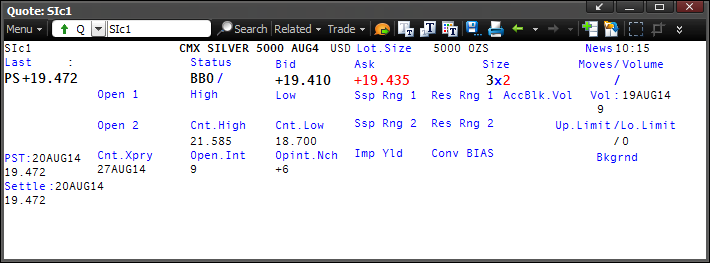 Quote: SIc1
Menu Q SIc1 Search Related Trade
SIc1 CMX SILVER 5000 AUG4 USD Lot.Size 5000 OZS News 10:15
Last : Status Bid Ask Size Moves/Volume
PS +19.472 BBO / +19.410 +19.435 3x2 /
Open 1 High Low Ssp Rng 1 Res Rng 1 AccBlk.Vol Vol : 19AUG14
9
Open 2 Cnt.High Cnt.Low Ssp Rng 2 Res Rng 2 Up.Limit/Lo.Limit
21.585 18.700 /0
PST:20AUG14 Cnt.Xpry Open.Int Opint.Nch Imp Yld Conv BIAS Bkgrnd
19.472 27AUG14 9 +6
Settle:20AUG14
19.472